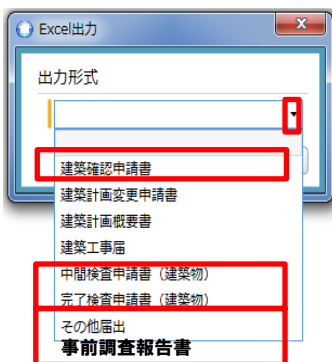 Excel出力
出力形式
建築確認申請書
建築計画変更申請書
建築計画概要書
建築工事届
中間検査申請書（建築物）
完了検査申請書（建築物）
その他届出
事前調査報告書